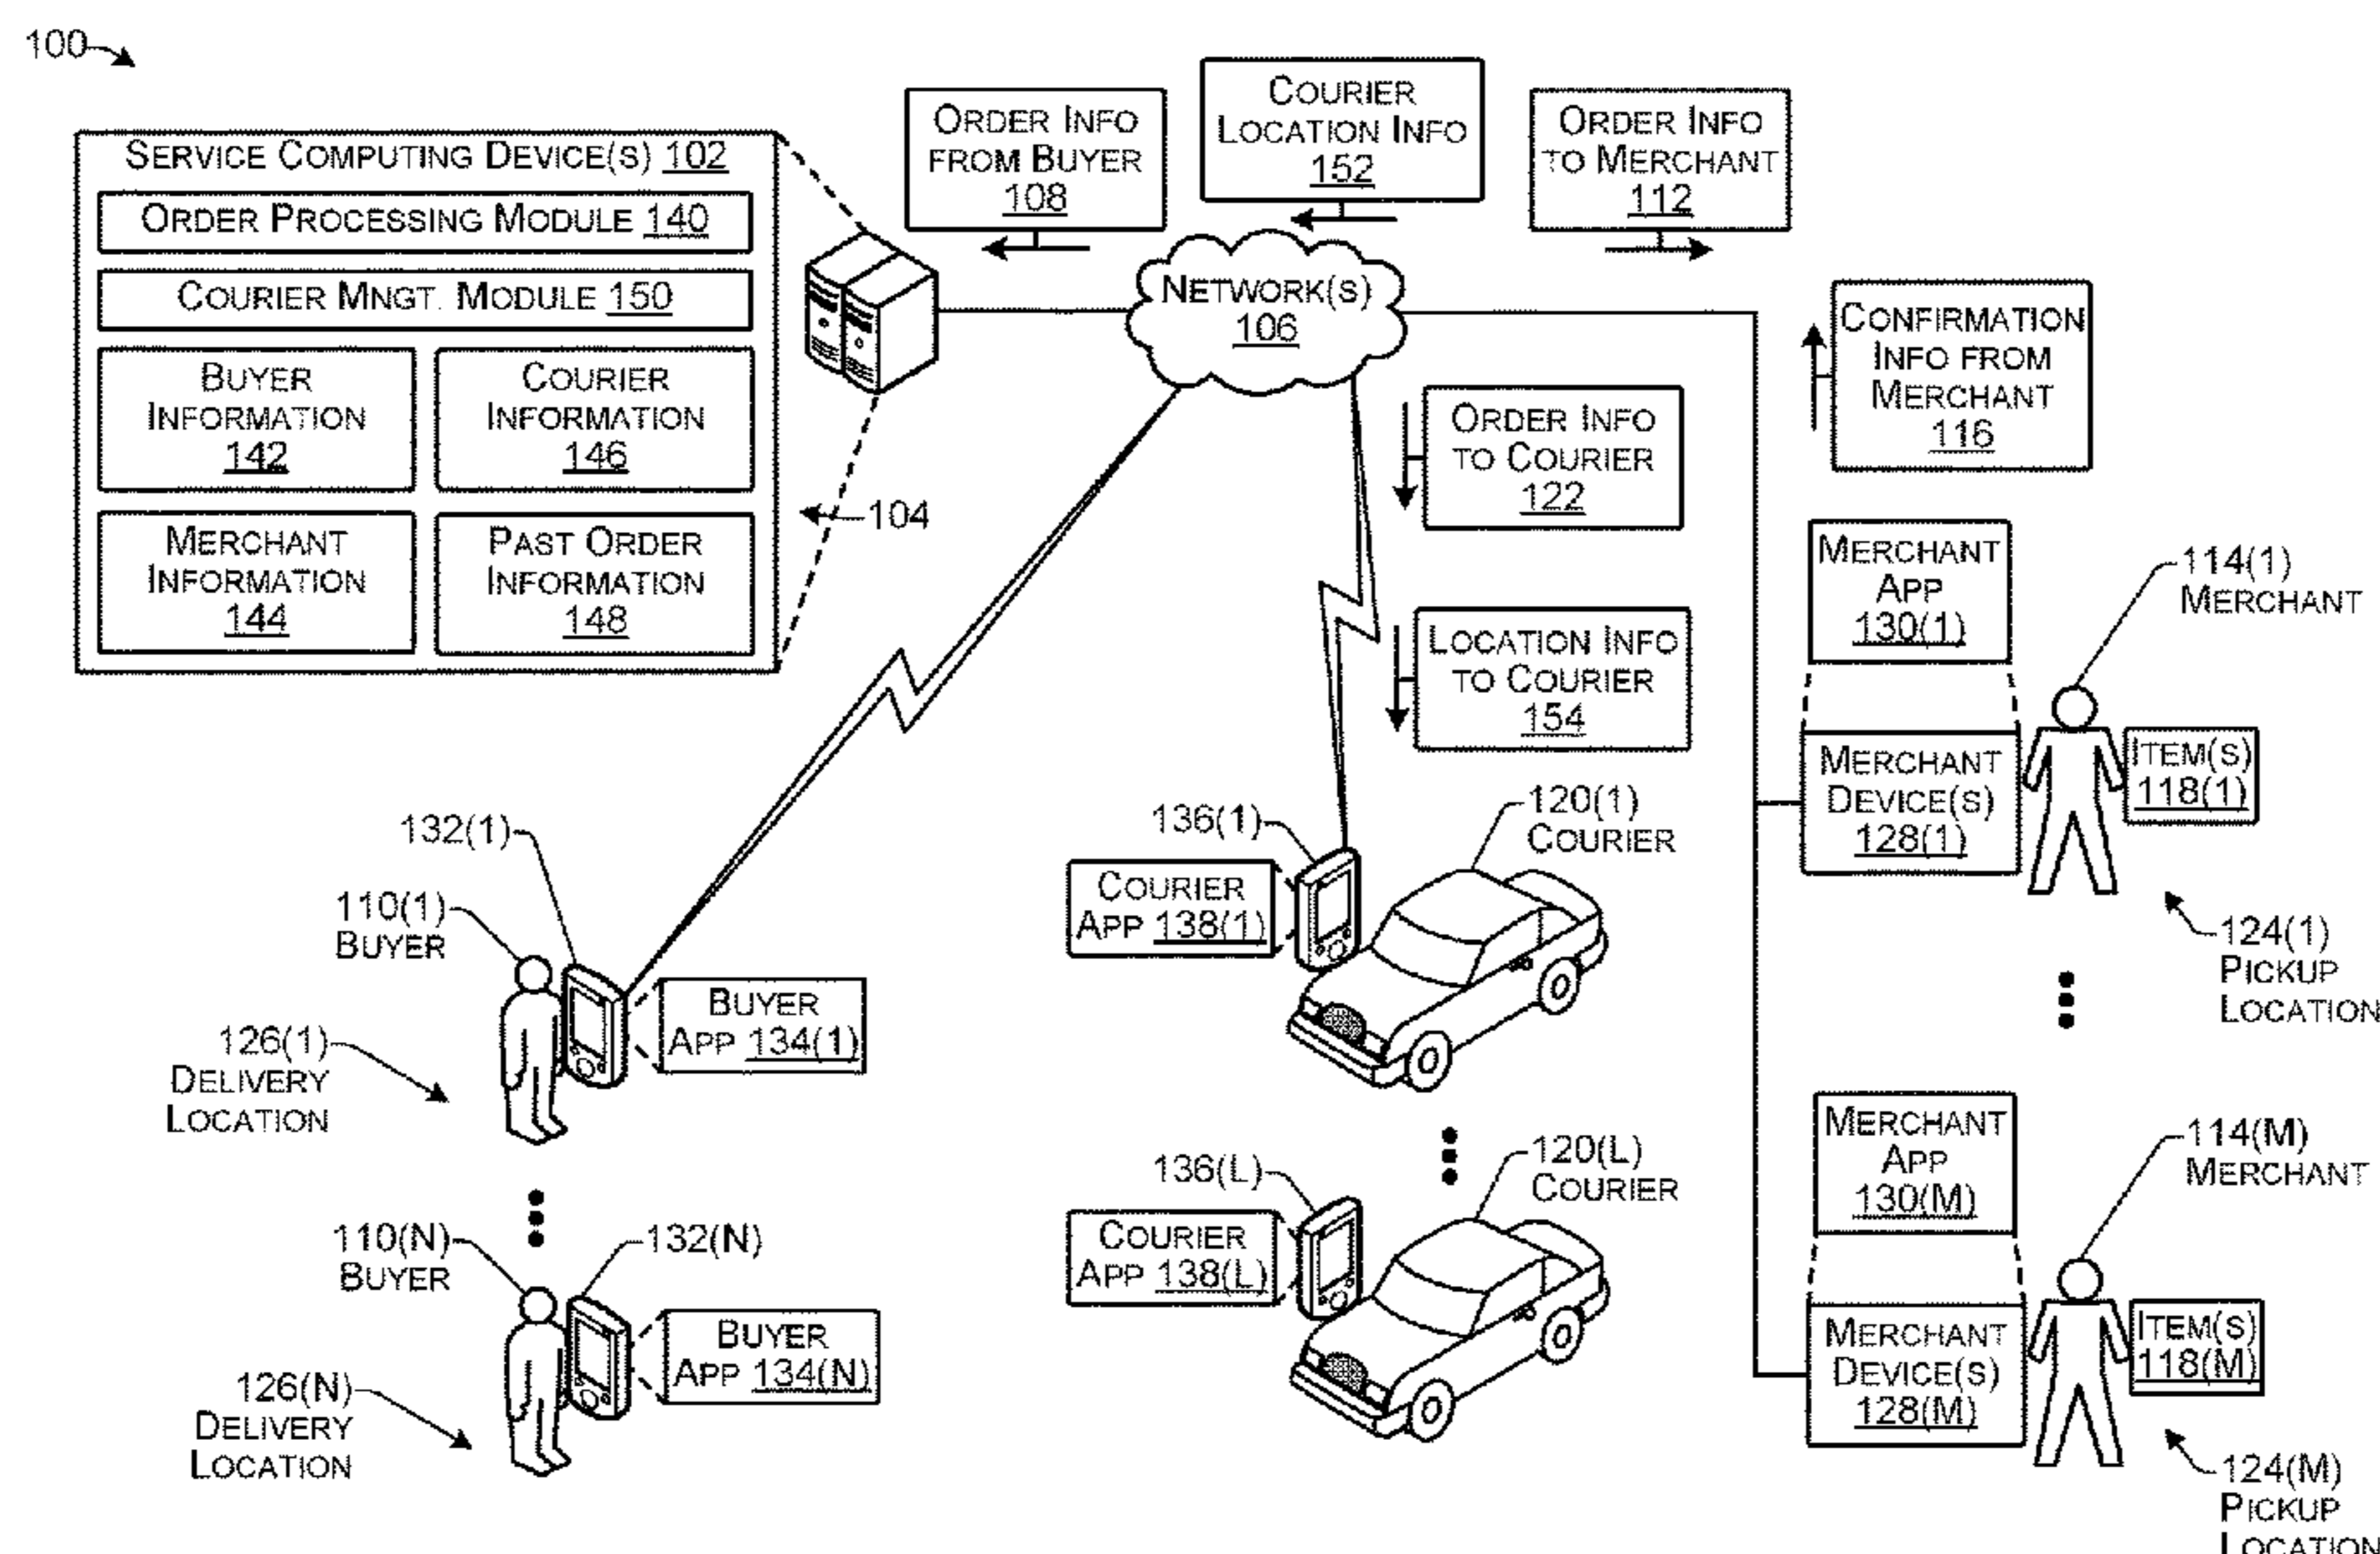 100
SERVICE COMPUTING DEVICE(S) 102
ORDER PROCESSING MODULE 140
COURIER MNGT. MODULE 150
BUYER
INFORMATION
142
COURIER
INFORMATION
146
MERCHANT
INFORMATION
144
PAST ORDER
INFORMATION
148
104
ORDER INFO
FROM BUYER
108
COURIER
LOCATION INFO
152
ORDER INFO
TO MERCHANT
112
NETWORK(S)
106
CONFIRMATION
INFO FROM
MERCHANT
116
ORDER INFO
TO COURIER
122
LOCATION INFO
TO COURIER
154
MERCHANT
APP
130(1)
114(1)
MERCHANT
MERCHANT
DEVICE(S)
128(1)
ITEM(S)
118(1)
124(1)
PICKUP
LOCATION
132(1)
110(1)
BUYER
BUYER
APP 134(1)
126(1)
DELIVERY
LOCATION
136(1)
120(1)
COURIER
COURIER
APP 138(1)
110(N)
BUYER
132(N)
BUYER
APP 134(N)
126(N)
DELIVERY
LOCATION
136(L)
120(L)
COURIER
COURIER
APP 138(L)
MERCHANT
APP
130(M)
114(M)
MERCHANT
MERCHANT
DEVICE(S)
128(M)
ITEM(S)
118(M)
124(M)
PICKUP
LOCATION